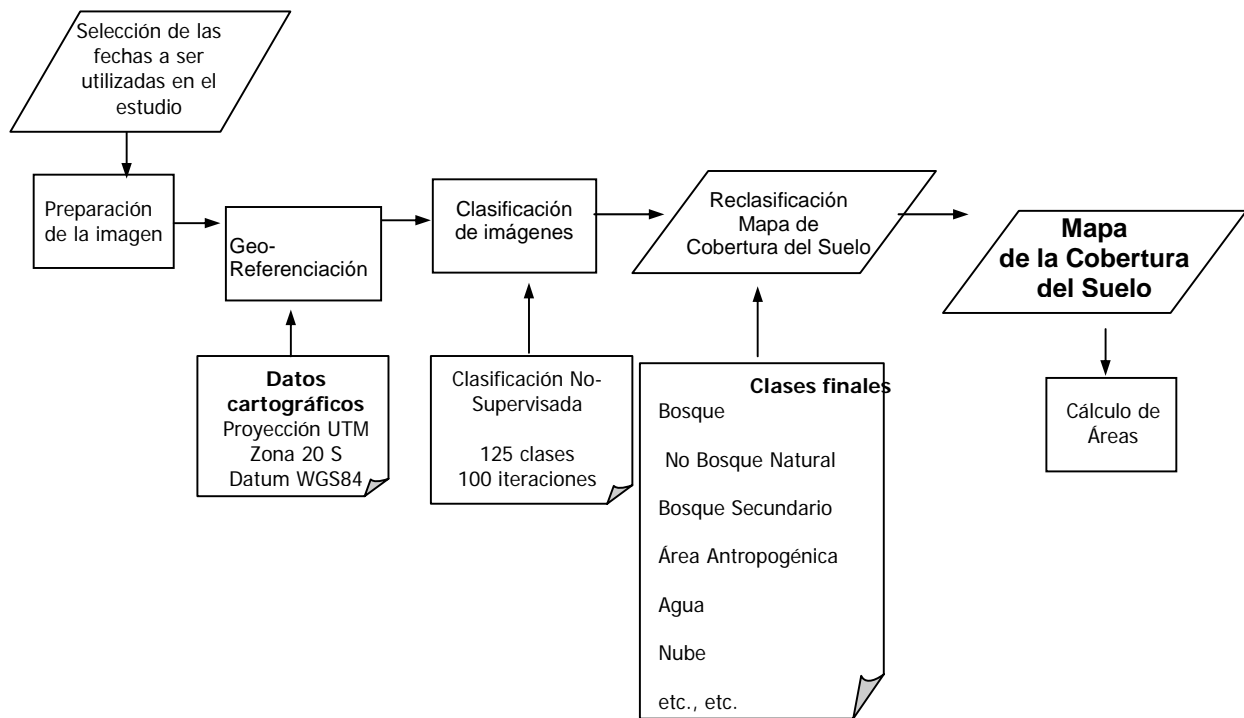 Selección de las
fechas a ser
utilizadas en el
estudio
Preparación
de la imagen
Geo-
Referenciación
Clasificación
de imágenes
Reclasificación
Mapa de
Cobertura del Suelo
Mapa
de la Cobertura
del Suelo
Datos
cartográficos
Proyección UTM
Zona 20 S
Datum WGS84
Clasificación No-
Supervisada
125 clases
100 iteraciones
Clases finales
Bosque
No Bosque Natural
Bosque Secundario
Área Antropogénica
Agua
Nube
etc., etc.
Cálculo de
Áreas